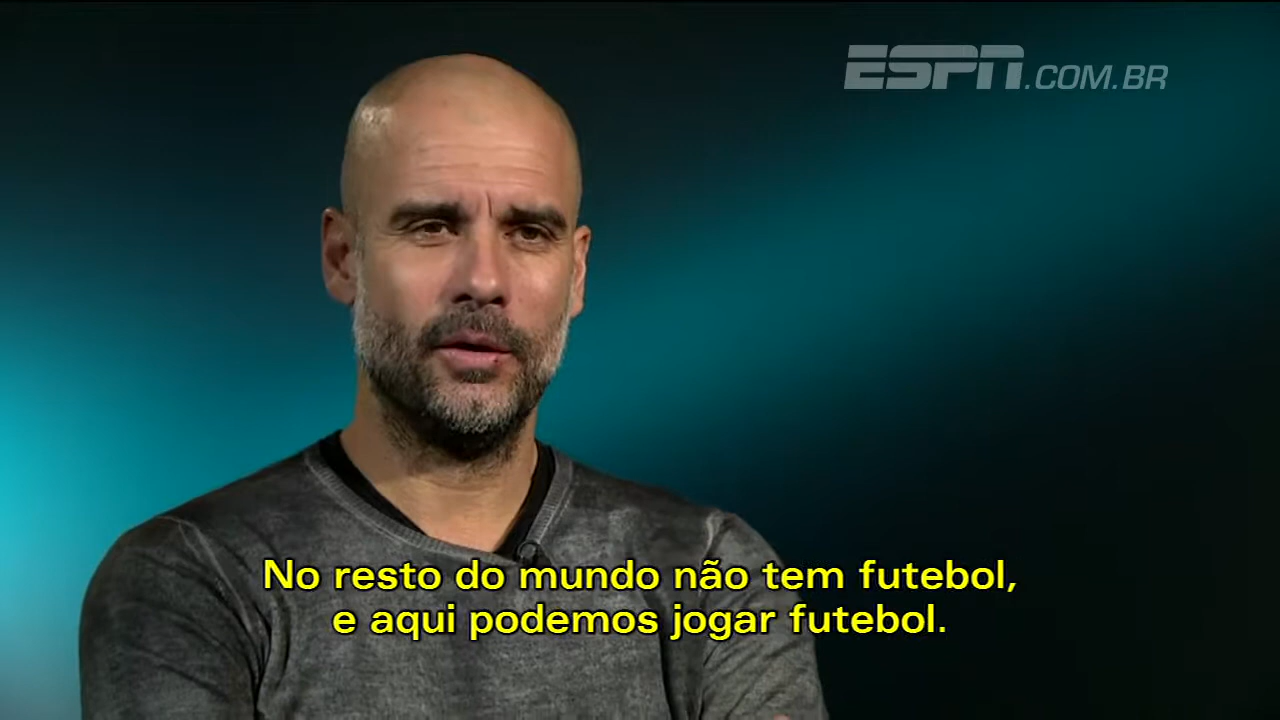 ESPN.COM.BR
No resto do mundo não tem futebol,
e aqui podemos jogar futebol.